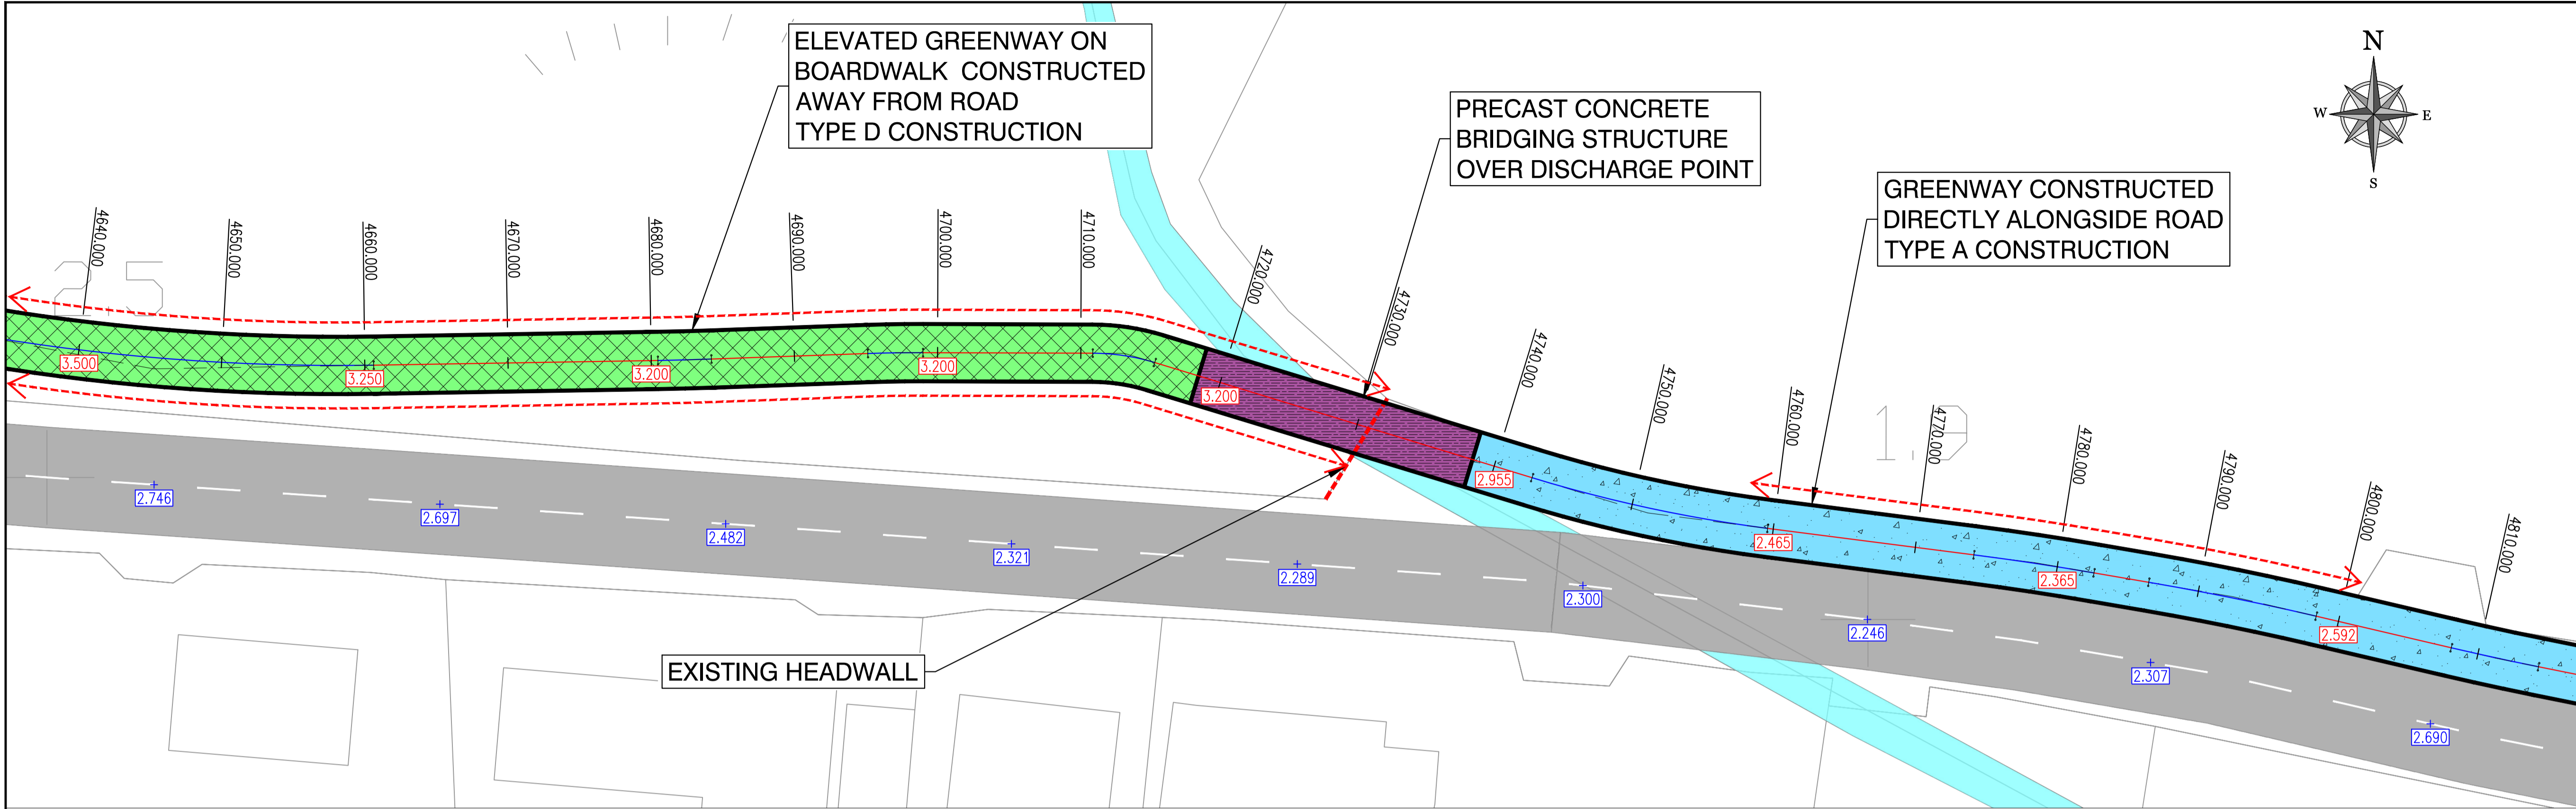 ELEVATED GREENWAY ON
BOARDWALK CONSTRUCTED
AWAY FROM ROAD
TYPE D CONSTRUCTION
PRECAST CONCRETE
BRIDGING STRUCTURE
OVER DISCHARGE POINT
GREENWAY CONSTRUCTED
DIRECTLY ALONGSIDE ROAD
TYPE A CONSTRUCTION
N
W
E
S
4640.000
4650.000
4660.000
4670.000
4680.000
4690.000
4700.000
4710.000
4720.000
4730.000
4740.000
4750.000
4760.000
4770.000
4780.000
4790.000
4800.000
4810.000
25
19
3.500
3.250
3.200
3.200
3.200
2.955
2.465
2.365
2.592
2.746
2.697
2.482
2.321
2.289
2.300
2.246
2.307
2.690
EXISTING HEADWALL